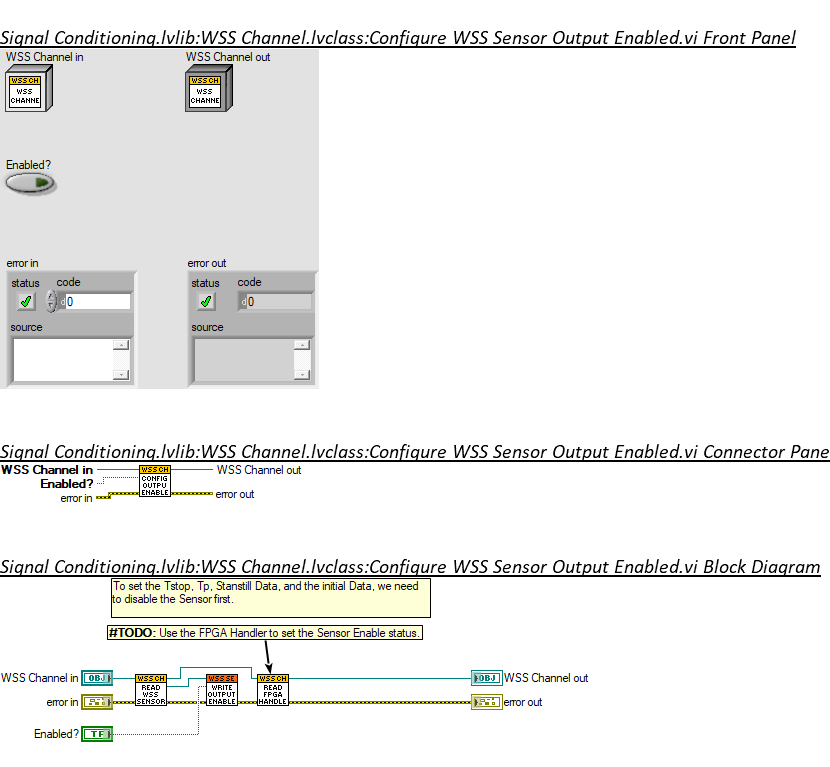 Signal Conditioning.lvlib:WSS Channel.lvclass:Configure WSS Sensor Output Enabled.vi Front Panel
WSS Channel in
WSS Channel out
WSS CH
WSS
CHANNE
WSS CH
WSS
CHANNE
Enabled?
error in
error out
status
code
status
code
d0
d0
source
source
Signal Conditioning.lvlib:WSS Channel.lvclass:Configure WSS Sensor Output Enabled.vi Connector Pane
WSS Channel in
WSS CH
WSS Channel out
Enabled?
CONFIG
OUTPU
ENABLE
error in
error out
Signal Conditioning.lvlib:WSS Channel.lvclass:Configure WSS Sensor Output Enabled.vi Block Diagram
To set the Tstop, Tp, Stanstill Data, and the initial Data, we need
to disable the Sensor first.
#TODO: Use the FPGA Handler to set the Sensor Enable status.
WSS Channel in
OBJ
WSS CH
READ
WSS
SENSOR
WSS SE
WRITE
OUTPUT
ENABLE
WSS CH
READ
FPGA
HANDLE
OBJ
WSS Channel out
error in
error out
Enabled?
TF